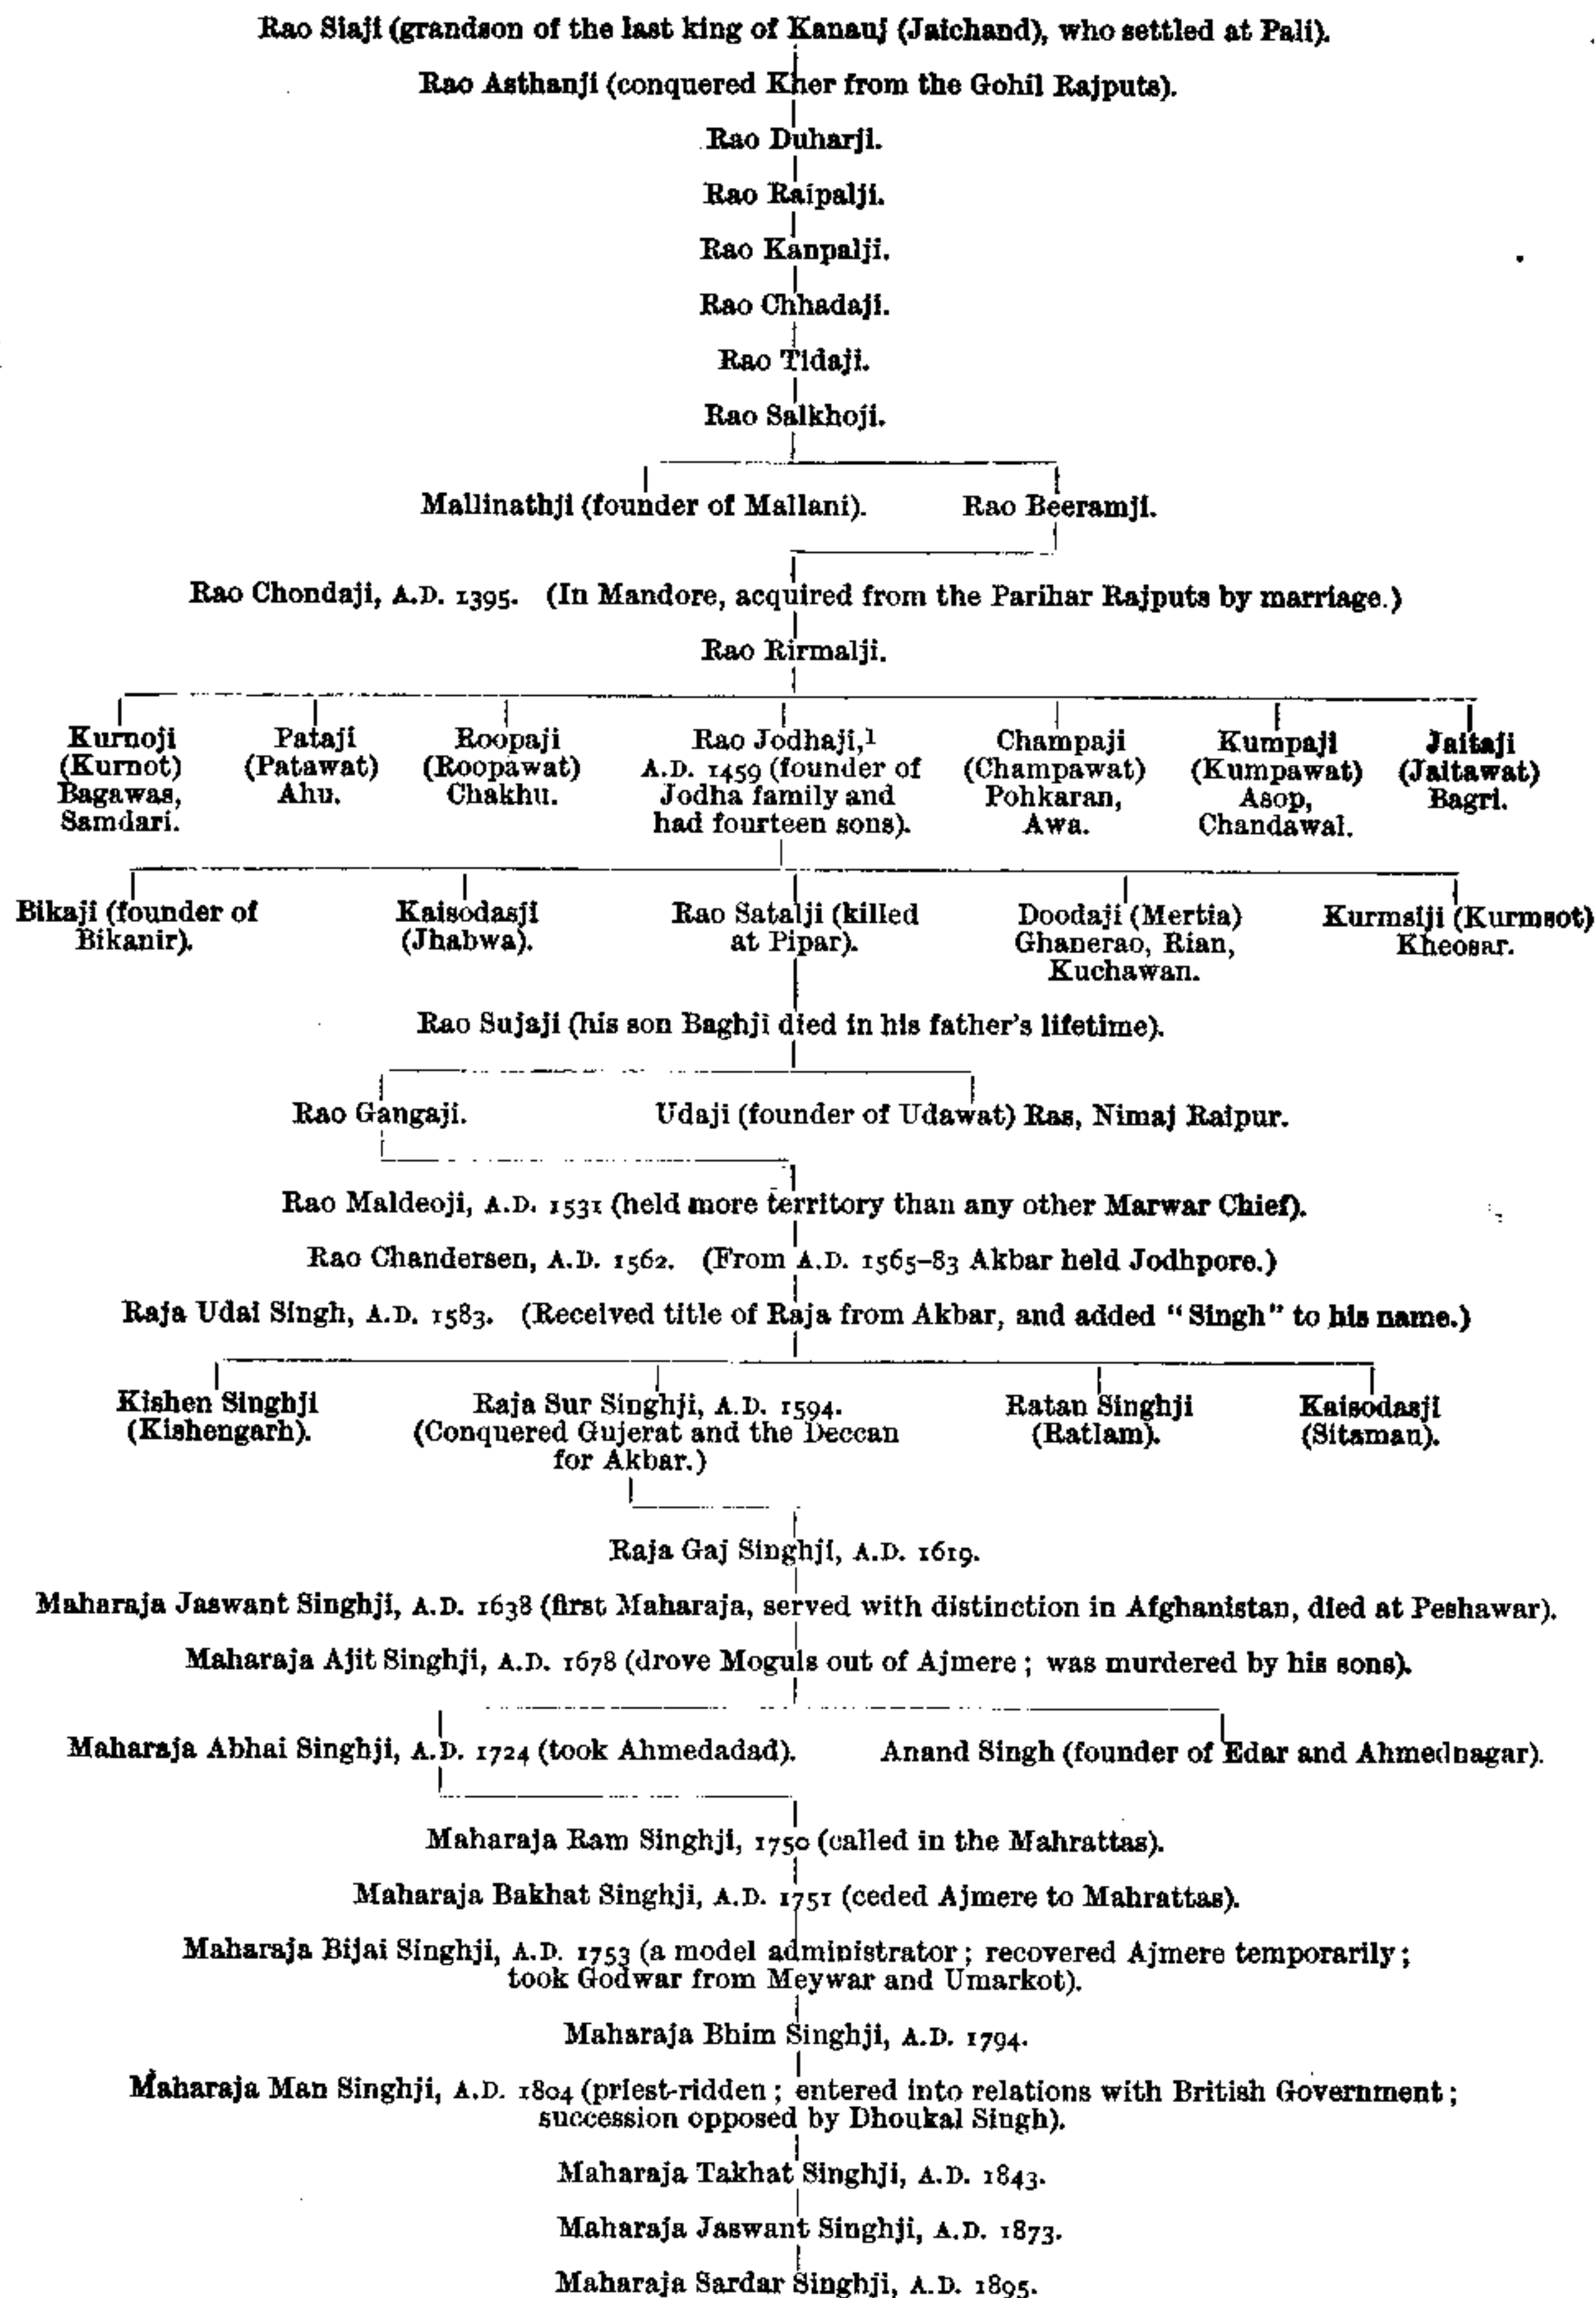 Rao Siaji (grandson of the last king of Kanauj (Jaichand), who settled at Pali).
Rao Asthanji (conquered Kher from the Gohil Rajputs).
Rao Duharji.
Rao Raipalji.
Rao Kanpalji.
Rao Chhadaji.
Rao Tidaji.
Rao Salkhoji.
Mallinathji (founder of Mallani).
Rao Beeramji.
Rao Chondaji, A.D. 1395. (In Mandore, acquired from the Parihar Rajputs by marriage.)
Rao Rirmalji.
Kurnoji
(Kurnot)
Bagawas,
Samdari.
Pataji
(Patawat)
Ahu.
Roopaji
(Roopawat)
Chakhu.
Rao Jodhaji,¹
A.D. 1459 (founder of
Jodha family and
had fourteen sons).
Champaji
(Champawat)
Pohkaran,
Awa.
Kumpaji
(Kumpawat)
Asop,
Chandawal.
Jaitaji
(Jaitawat)
Bagri.
Bikaji (founder of
Bikanir).
Kaisodasji
(Jhabwa).
Rao Satalji (killed
at Pipar).
Doodaji (Mertia)
Ghanerao, Rian,
Kuchawan.
Kurmsiji (Kurmsot)
Kheosar.
Rao Sujaji (his son Baghji died in his father's lifetime).
Rao Gangaji.
Udaji (founder of Udawat) Ras, Nimaj Raipur.
Rao Maldeoji, A.D. 1531 (held more territory than any other Marwar Chief).
Rao Chandersen, A.D. 1562. (From A.D. 1565–83 Akbar held Jodhpore.)
Raja Udai Singh, A.D. 1583. (Received title of Raja from Akbar, and added "Singh" to his name.)
Kishen Singhji
(Kishengarh).
Raja Sur Singhji, A.D. 1594.
(Conquered Gujerat and the Deccan
for Akbar.)
Ratan Singhji
(Ratlam).
Kaisodasji
(Sitamau).
Raja Gaj Singhji, A.D. 1619.
Maharaja Jaswant Singhji, A.D. 1638 (first Maharaja, served with distinction in Afghanistan, died at Peshawar).
Maharaja Ajit Singhji, A.D. 1678 (drove Moguls out of Ajmere; was murdered by his sons).
Maharaja Abhai Singhji, A.D. 1724 (took Ahmedadad).
Anand Singh (founder of Edar and Ahmednagar).
Maharaja Ram Singhji, 1750 (called in the Mahrattas).
Maharaja Bakhat Singhji, A.D. 1751 (ceded Ajmere to Mahrattas).
Maharaja Bijai Singhji, A.D. 1753 (a model administrator; recovered Ajmere temporarily;
took Godwar from Meywar and Umarkot).
Maharaja Bhim Singhji, A.D. 1794.
Maharaja Man Singhji, A.D. 1804 (priest-ridden; entered into relations with British Government;
succession opposed by Dhoukal Singh).
Maharaja Takhat Singhji, A.D. 1843.
Maharaja Jaswant Singhji, A.D. 1873.
Maharaja Sardar Singhji, A.D. 1895.